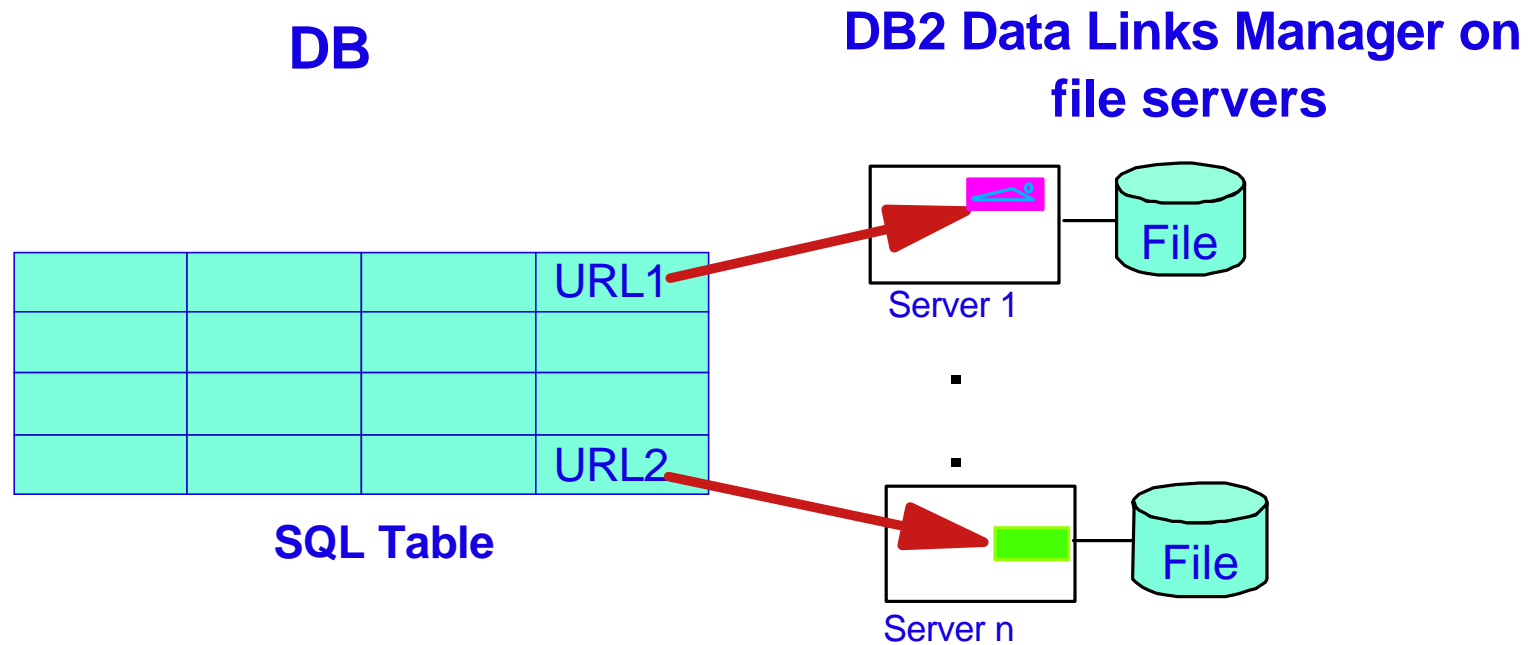 DB
DB2 Data Links Manager on
file servers
URL1
File
Server 1
URL2
SQL Table
File
Server n